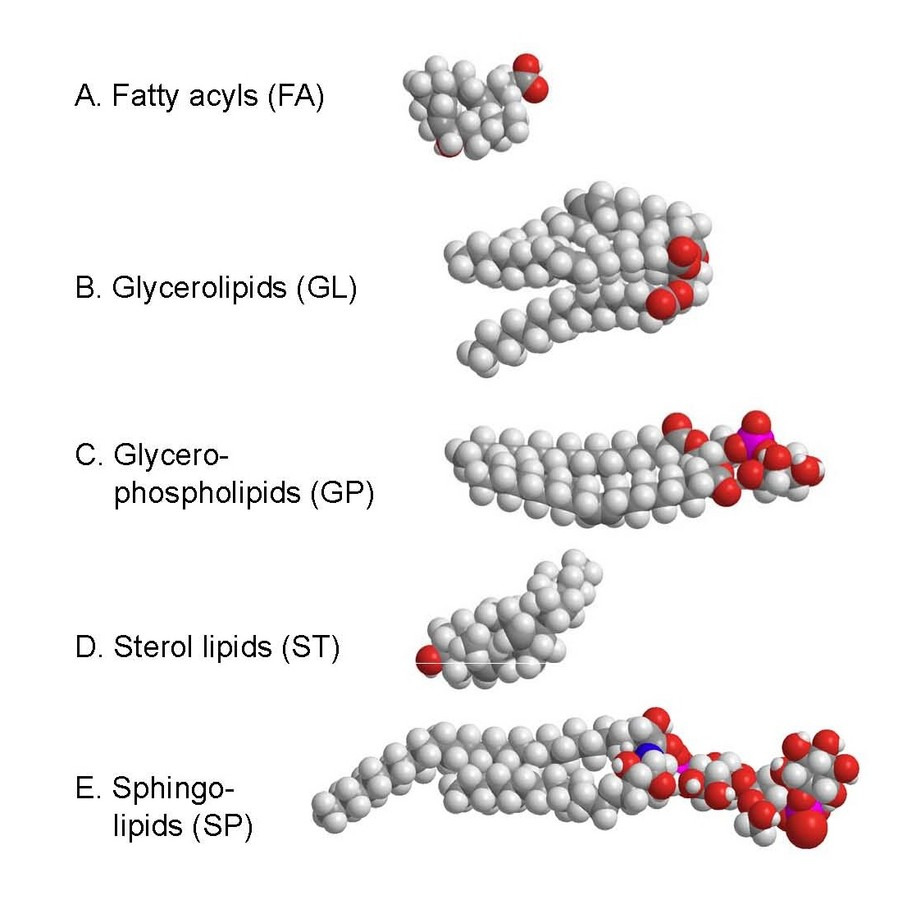 A. Fatty acyls (FA)
B. Glycerolipids (GL)
C. Glycero-
phospholipids (GP)
D. Sterol lipids (ST)
E. Sphingo-
lipids (SP)